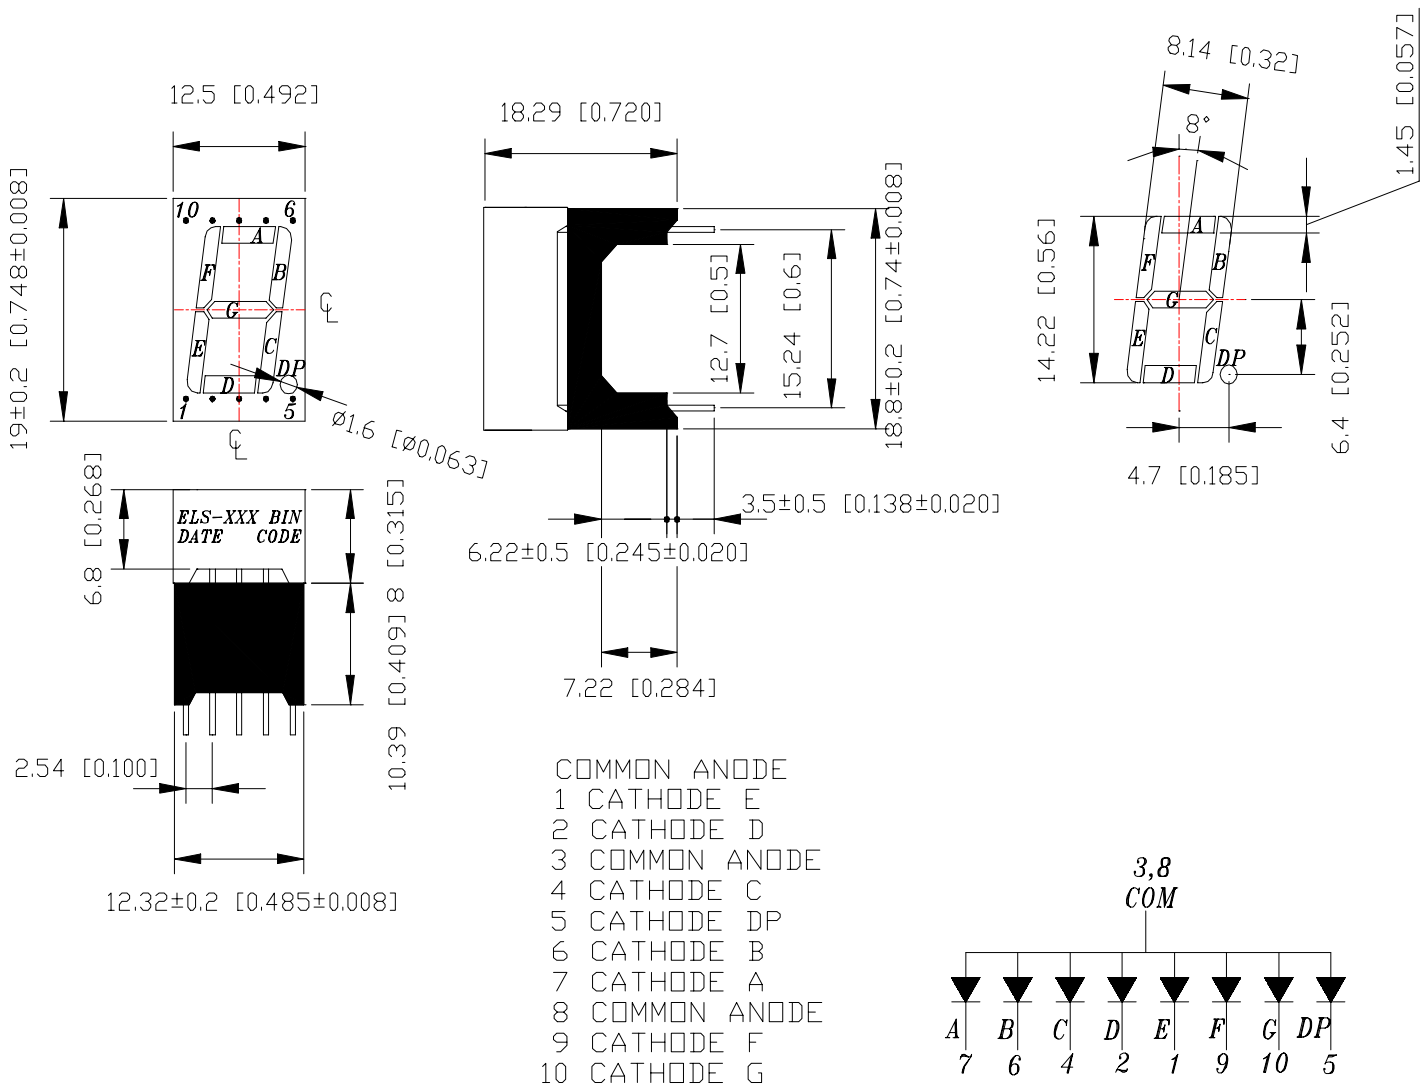 12.5 [0.492]
19±0.2 [0.748±0.008]
10
6
A
F
B
G
E
C
D
DP
1
5
℄
℄
Ø1.6 [Ø0.063]
18.29 [0.720]
12.7 [0.5]
15.24 [0.6]
18.8±0.2 [0.74±0.008]
3.5±0.5 [0.138±0.020]
6.22±0.5 [0.245±0.020]
7.22 [0.284]
8.14 [0.32]
8°
1.45 [0.057]
14.22 [0.56]
A
F
B
G
E
C
D
DP
6.4 [0.252]
4.7 [0.185]
6.8 [0.268]
ELS-XXX BIN
DATE CODE
8 [0.315]
10.39 [0.409]
2.54 [0.100]
12.32±0.2 [0.485±0.008]
COMMON ANODE
1 CATHODE E
2 CATHODE D
3 COMMON ANODE
4 CATHODE C
5 CATHODE DP
6 CATHODE B
7 CATHODE A
8 COMMON ANODE
9 CATHODE F
10 CATHODE G
3,8
COM
A B C D E F G DP
7 6 4 2 1 9 10 5